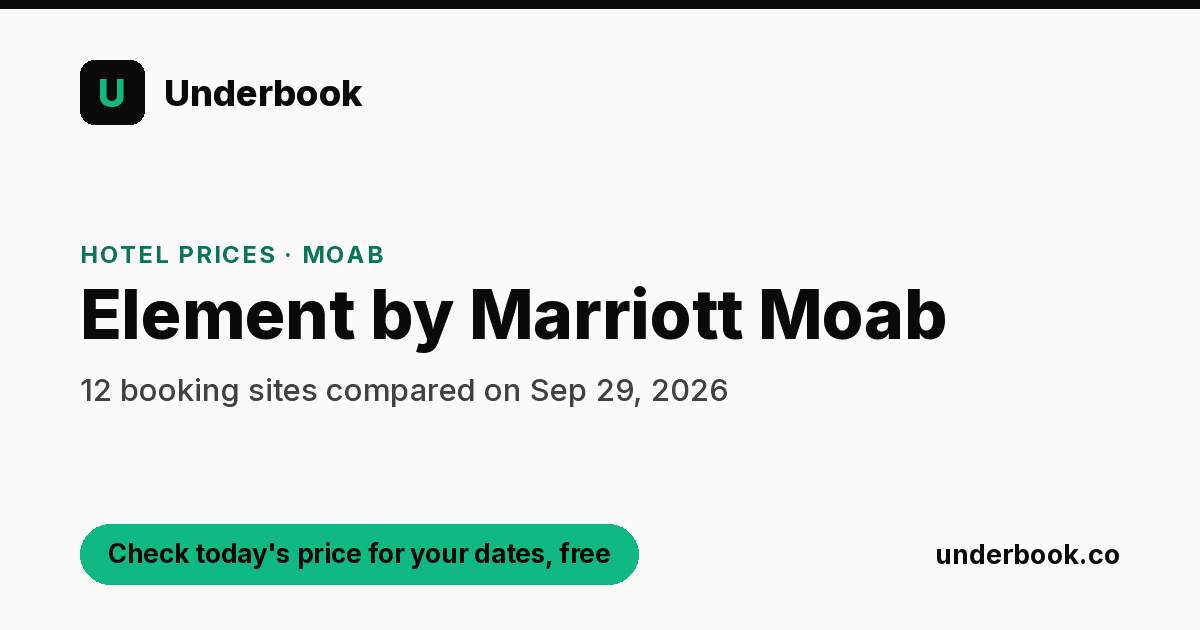 U Underbook
HOTEL PRICES · MOAB
Element by Marriott Moab
12 booking sites compared on Sep 29, 2026
Check today's price for your dates, free
underbook.co